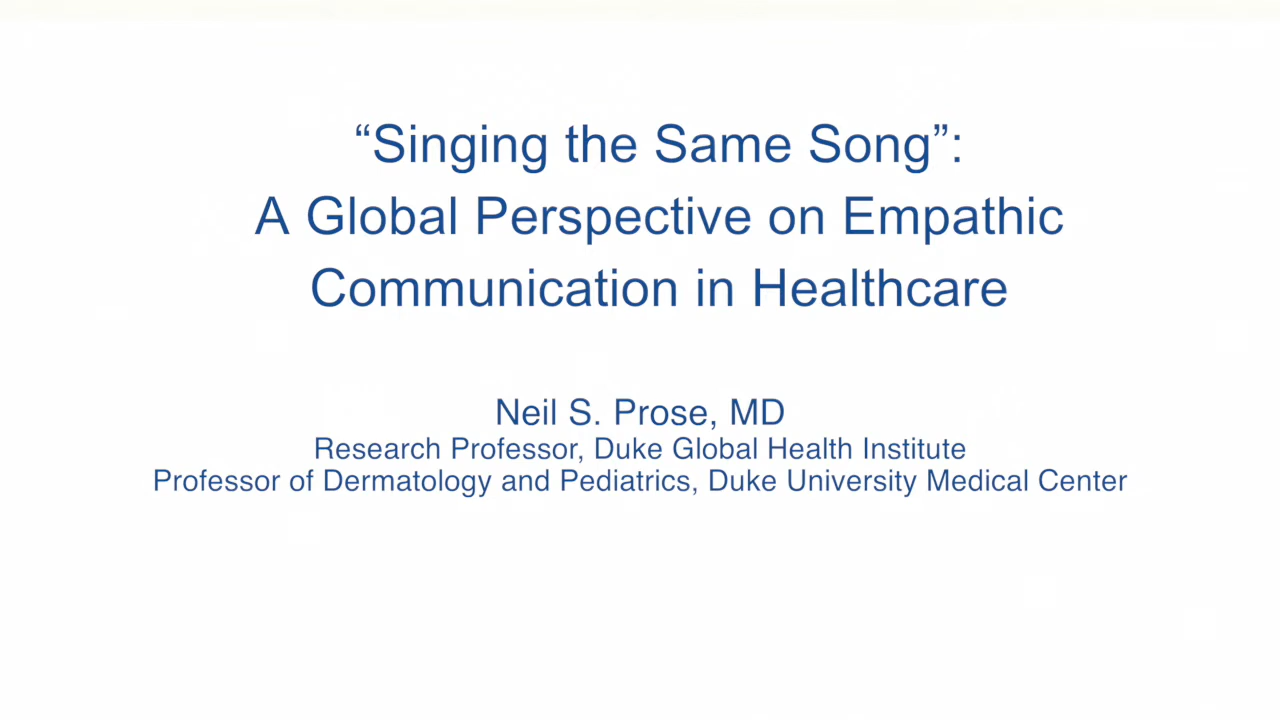 “Singing the Same Song”:
A Global Perspective on Empathic
Communication in Healthcare
Neil S. Prose, MD
Research Professor, Duke Global Health Institute
Professor of Dermatology and Pediatrics, Duke University Medical Center